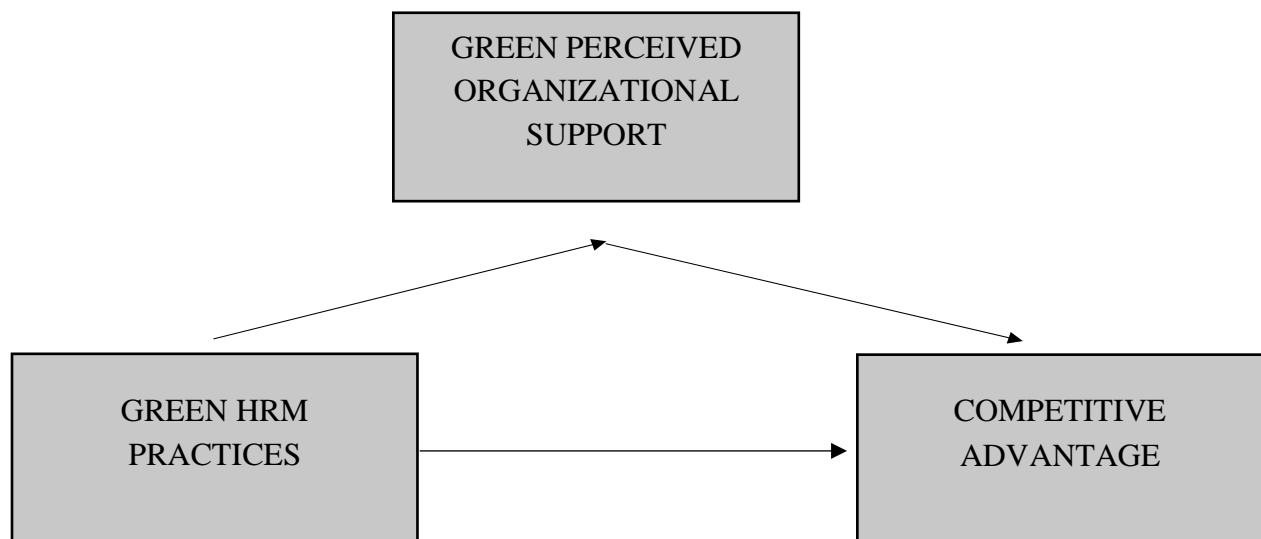 GREEN PERCEIVED
ORGANIZATIONAL
SUPPORT
GREEN HRM
PRACTICES
COMPETITIVE
ADVANTAGE